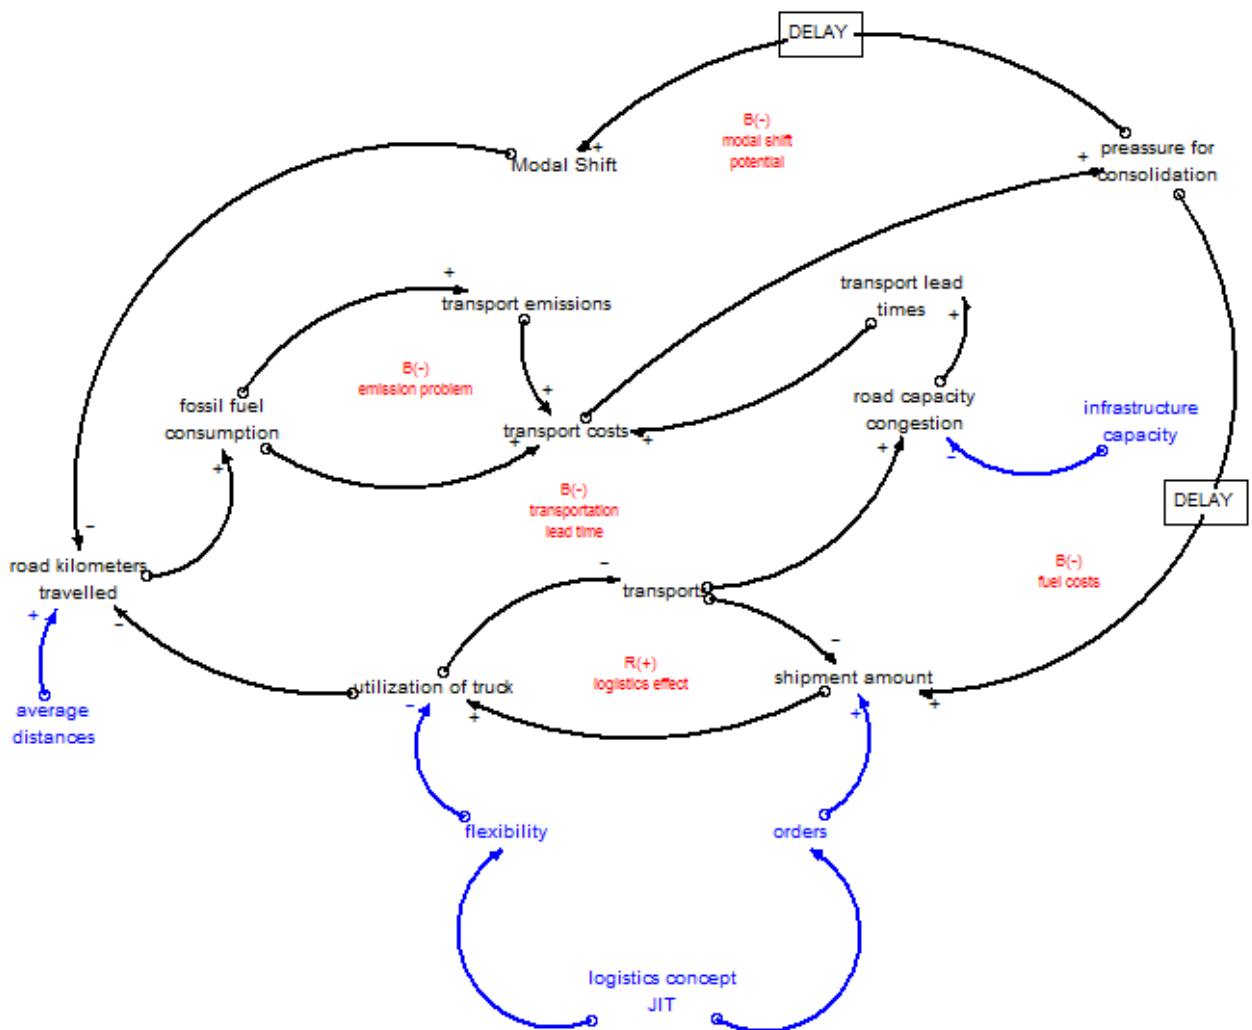 DELAY
B(-)
modal shift
potential
+
Modal Shift
+
preassure for
consolidation
+
transport emissions
transport lead
times
+
B(-)
emission problem
+
fossil fuel
consumption
+
transport costs
+
+
road capacity
congestion
+
-
infrastructure
capacity
+
B(-)
transportation
lead time
DELAY
-
road kilometers
travelled
+
-
-
transports
B(-)
fuel costs
-
R(+)
logistics effect
utilization of truck
-
+
shipment amount
+
+
average
distances
flexibility
orders
logistics concept
JIT